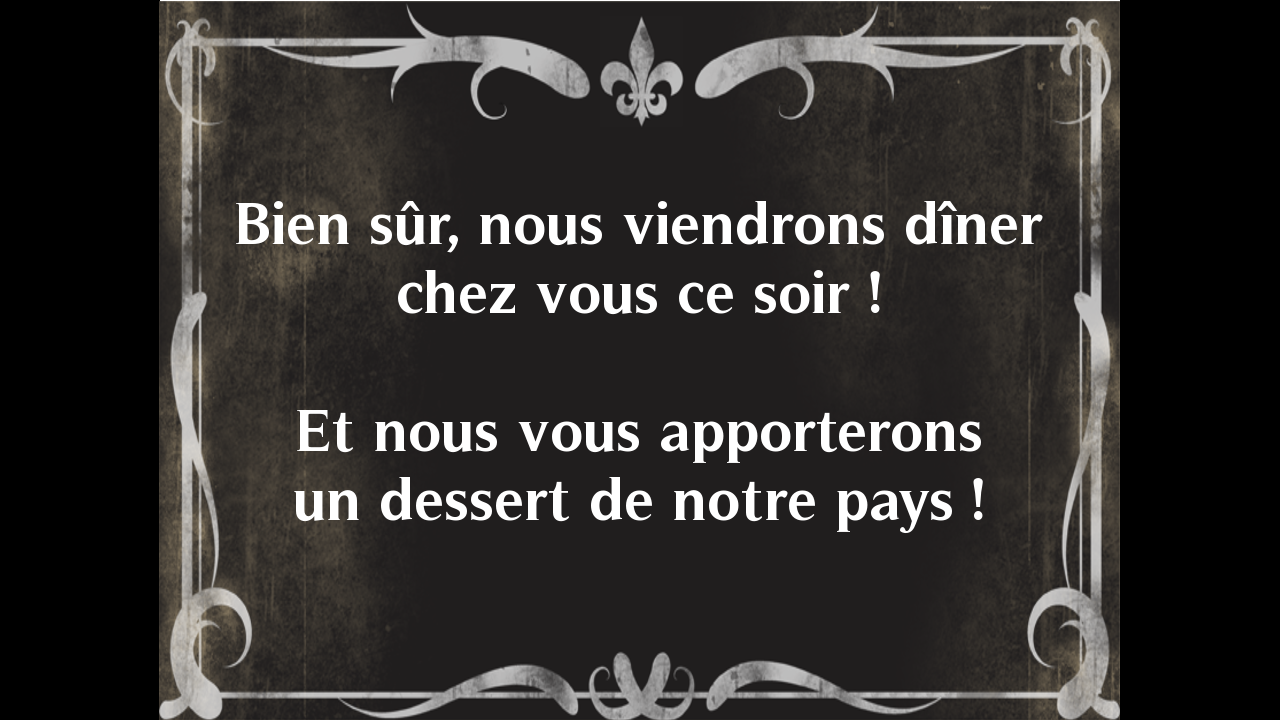 Bien sûr, nous viendrons dîner
chez vous ce soir !
Et nous vous apporterons
un dessert de notre pays !